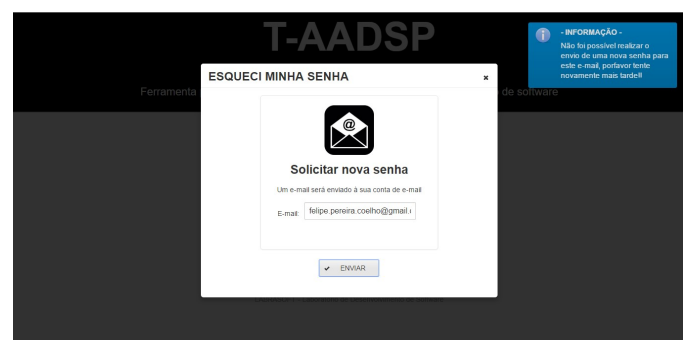 T-AADSP
- INFORMAÇÃO -
Não foi possível realizar o
envio de uma nova senha para
este e-mail, porfavor tente
novamente mais tarde!!
ESQUECI MINHA SENHA
Ferramenta
de software
@
Solicitar nova senha
Um e-mail será enviado à sua conta de e-mail
E-mail:
felipe.pereira.coelho@gmail.
ENVIAR